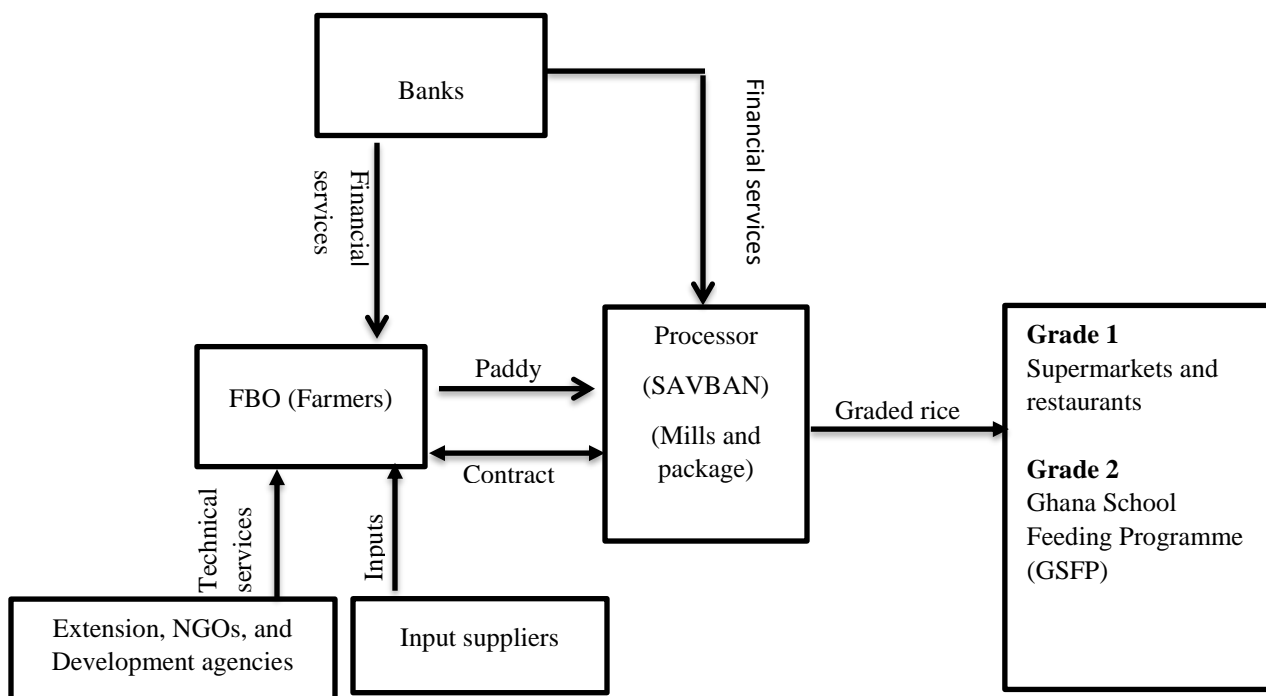 Banks
Financial
services
Financial services
FBO (Farmers)
Paddy
Contract
Processor
(SAVBAN)
(Mills and
package)
Graded rice
Grade 1
Supermarkets and
restaurants
Grade 2
Ghana School
Feeding Programme
(GSFP)
Technical
services
Inputs
Extension, NGOs, and
Development agencies
Input suppliers